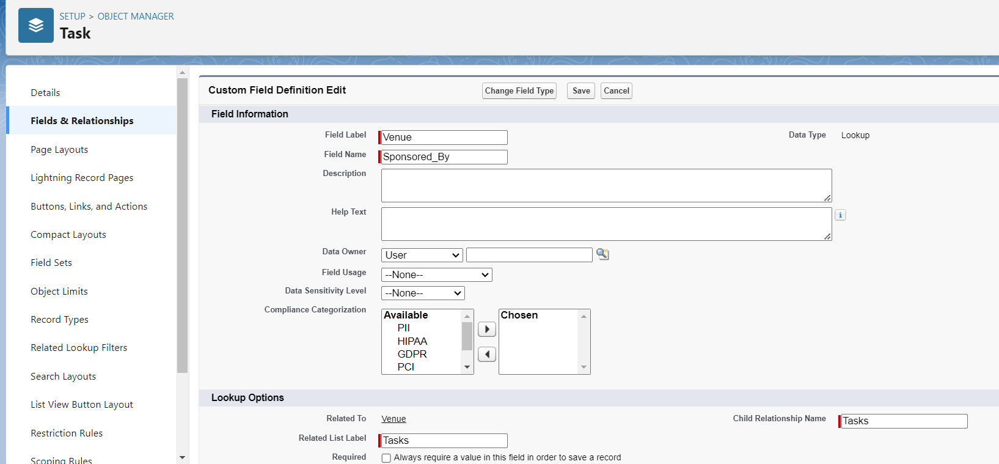 SETUP > OBJECT MANAGER
Task
Details
Fields & Relationships
Page Layouts
Lightning Record Pages
Buttons, Links, and Actions
Compact Layouts
Field Sets
Object Limits
Record Types
Related Lookup Filters
Search Layouts
List View Button Layout
Restriction Rules
Scoping Rules
Custom Field Definition Edit
Change Field Type Save Cancel
Field Information
Field Label Venue Data Type Lookup
Field Name Sponsored_By
Description
Help Text i
Data Owner User
Field Usage --None--
Data Sensitivity Level --None--
Compliance Categorization
Available Chosen
PII
HIPAA
GDPR
PCI
Lookup Options
Related To Venue Child Relationship Name Tasks
Related List Label Tasks
Required Always require a value in this field in order to save a record